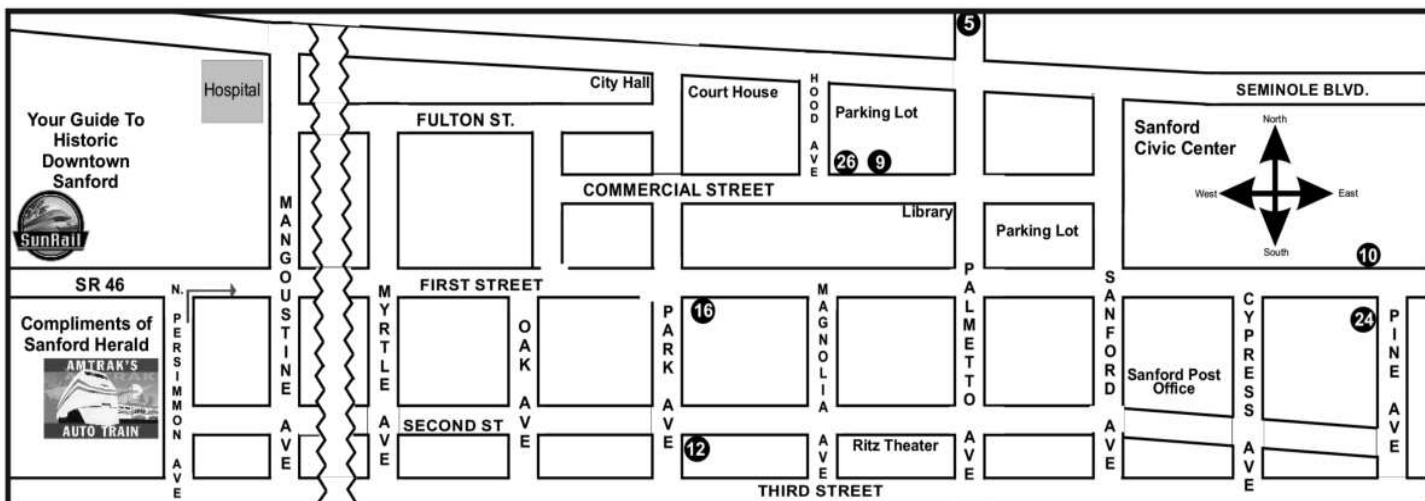 5
Hospital
City Hall
Court House
HOOD AVE
Parking Lot
SEMINOLE BLVD.
Your Guide To
Historic
Downtown
Sanford
FULTON ST.
Sanford
Civic Center
North
West
East
South
26
9
COMMERCIAL STREET
SunRail
Library
Parking Lot
10
MANGOUSTINE AVE
SR 46
FIRST STREET
N. PERSIMMON AVE
MYRTLE AVE
OAK AVE
PARK AVE
16
MAGNOLIA AVE
PALMETTO AVE
SANFORD AVE
CYPRESS AVE
24
PINE AVE
Compliments of
Sanford Herald
AMTRAK'S
AUTO TRAIN
Sanford Post
Office
SECOND ST
12
Ritz Theater
THIRD STREET